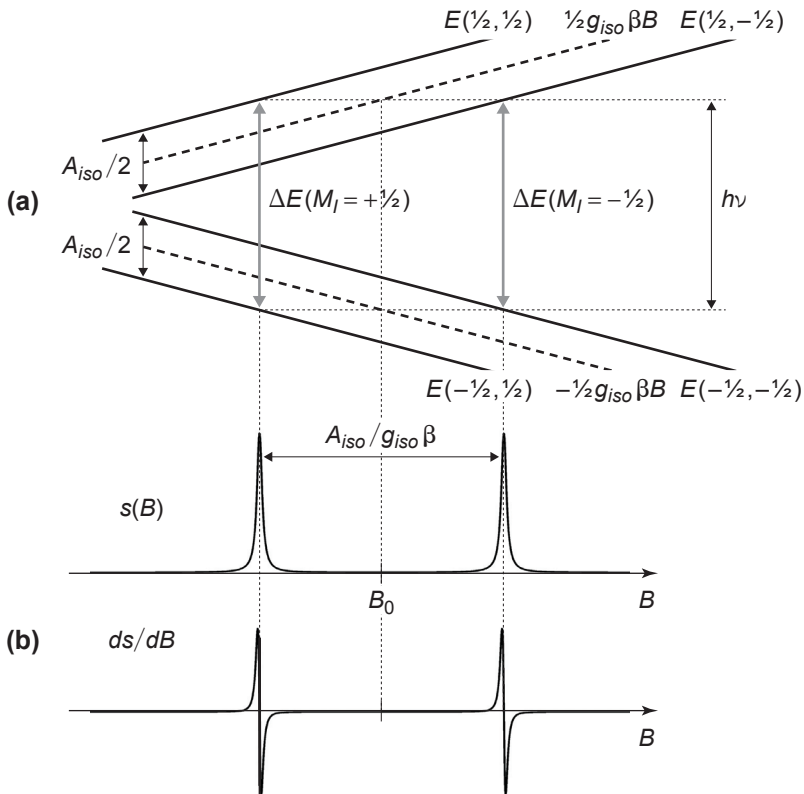 E(½,½) ½g_iso βB E(½,−½)
A_iso/2
(a) ΔE(M_I = +½) ΔE(M_I = −½) hν
A_iso/2
E(−½,½) −½g_iso βB E(−½,−½)
A_iso/g_iso β
s(B)
B₀ B
(b) ds/dB
B